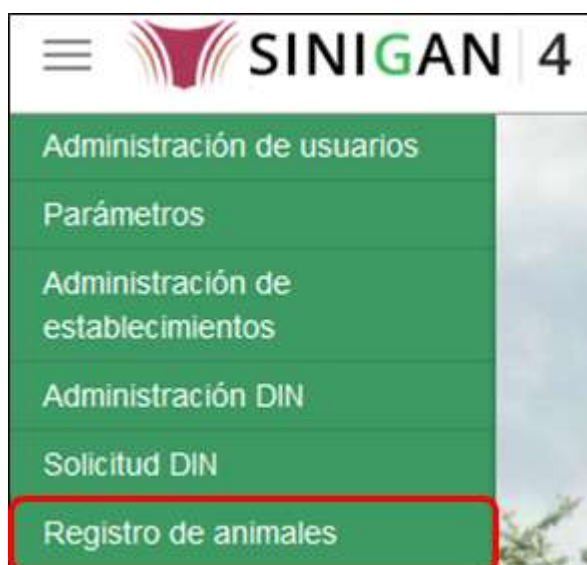 SINIGAN | 4
Administración de usuarios
Parámetros
Administración de
establecimientos
Administración DIN
Solicitud DIN
Registro de animales